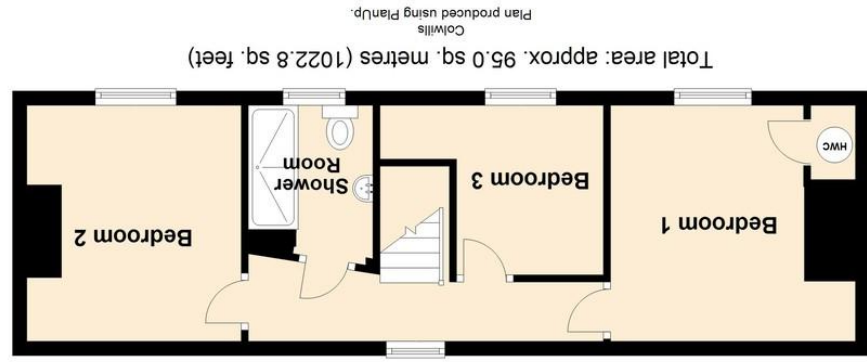 Bedroom 1
Bedroom 3
Shower
Room
Bedroom 2
HWC
Total area: approx. 95.0 sq. metres (1022.8 sq. feet)
Colwills
Plan produced using PlanUp.